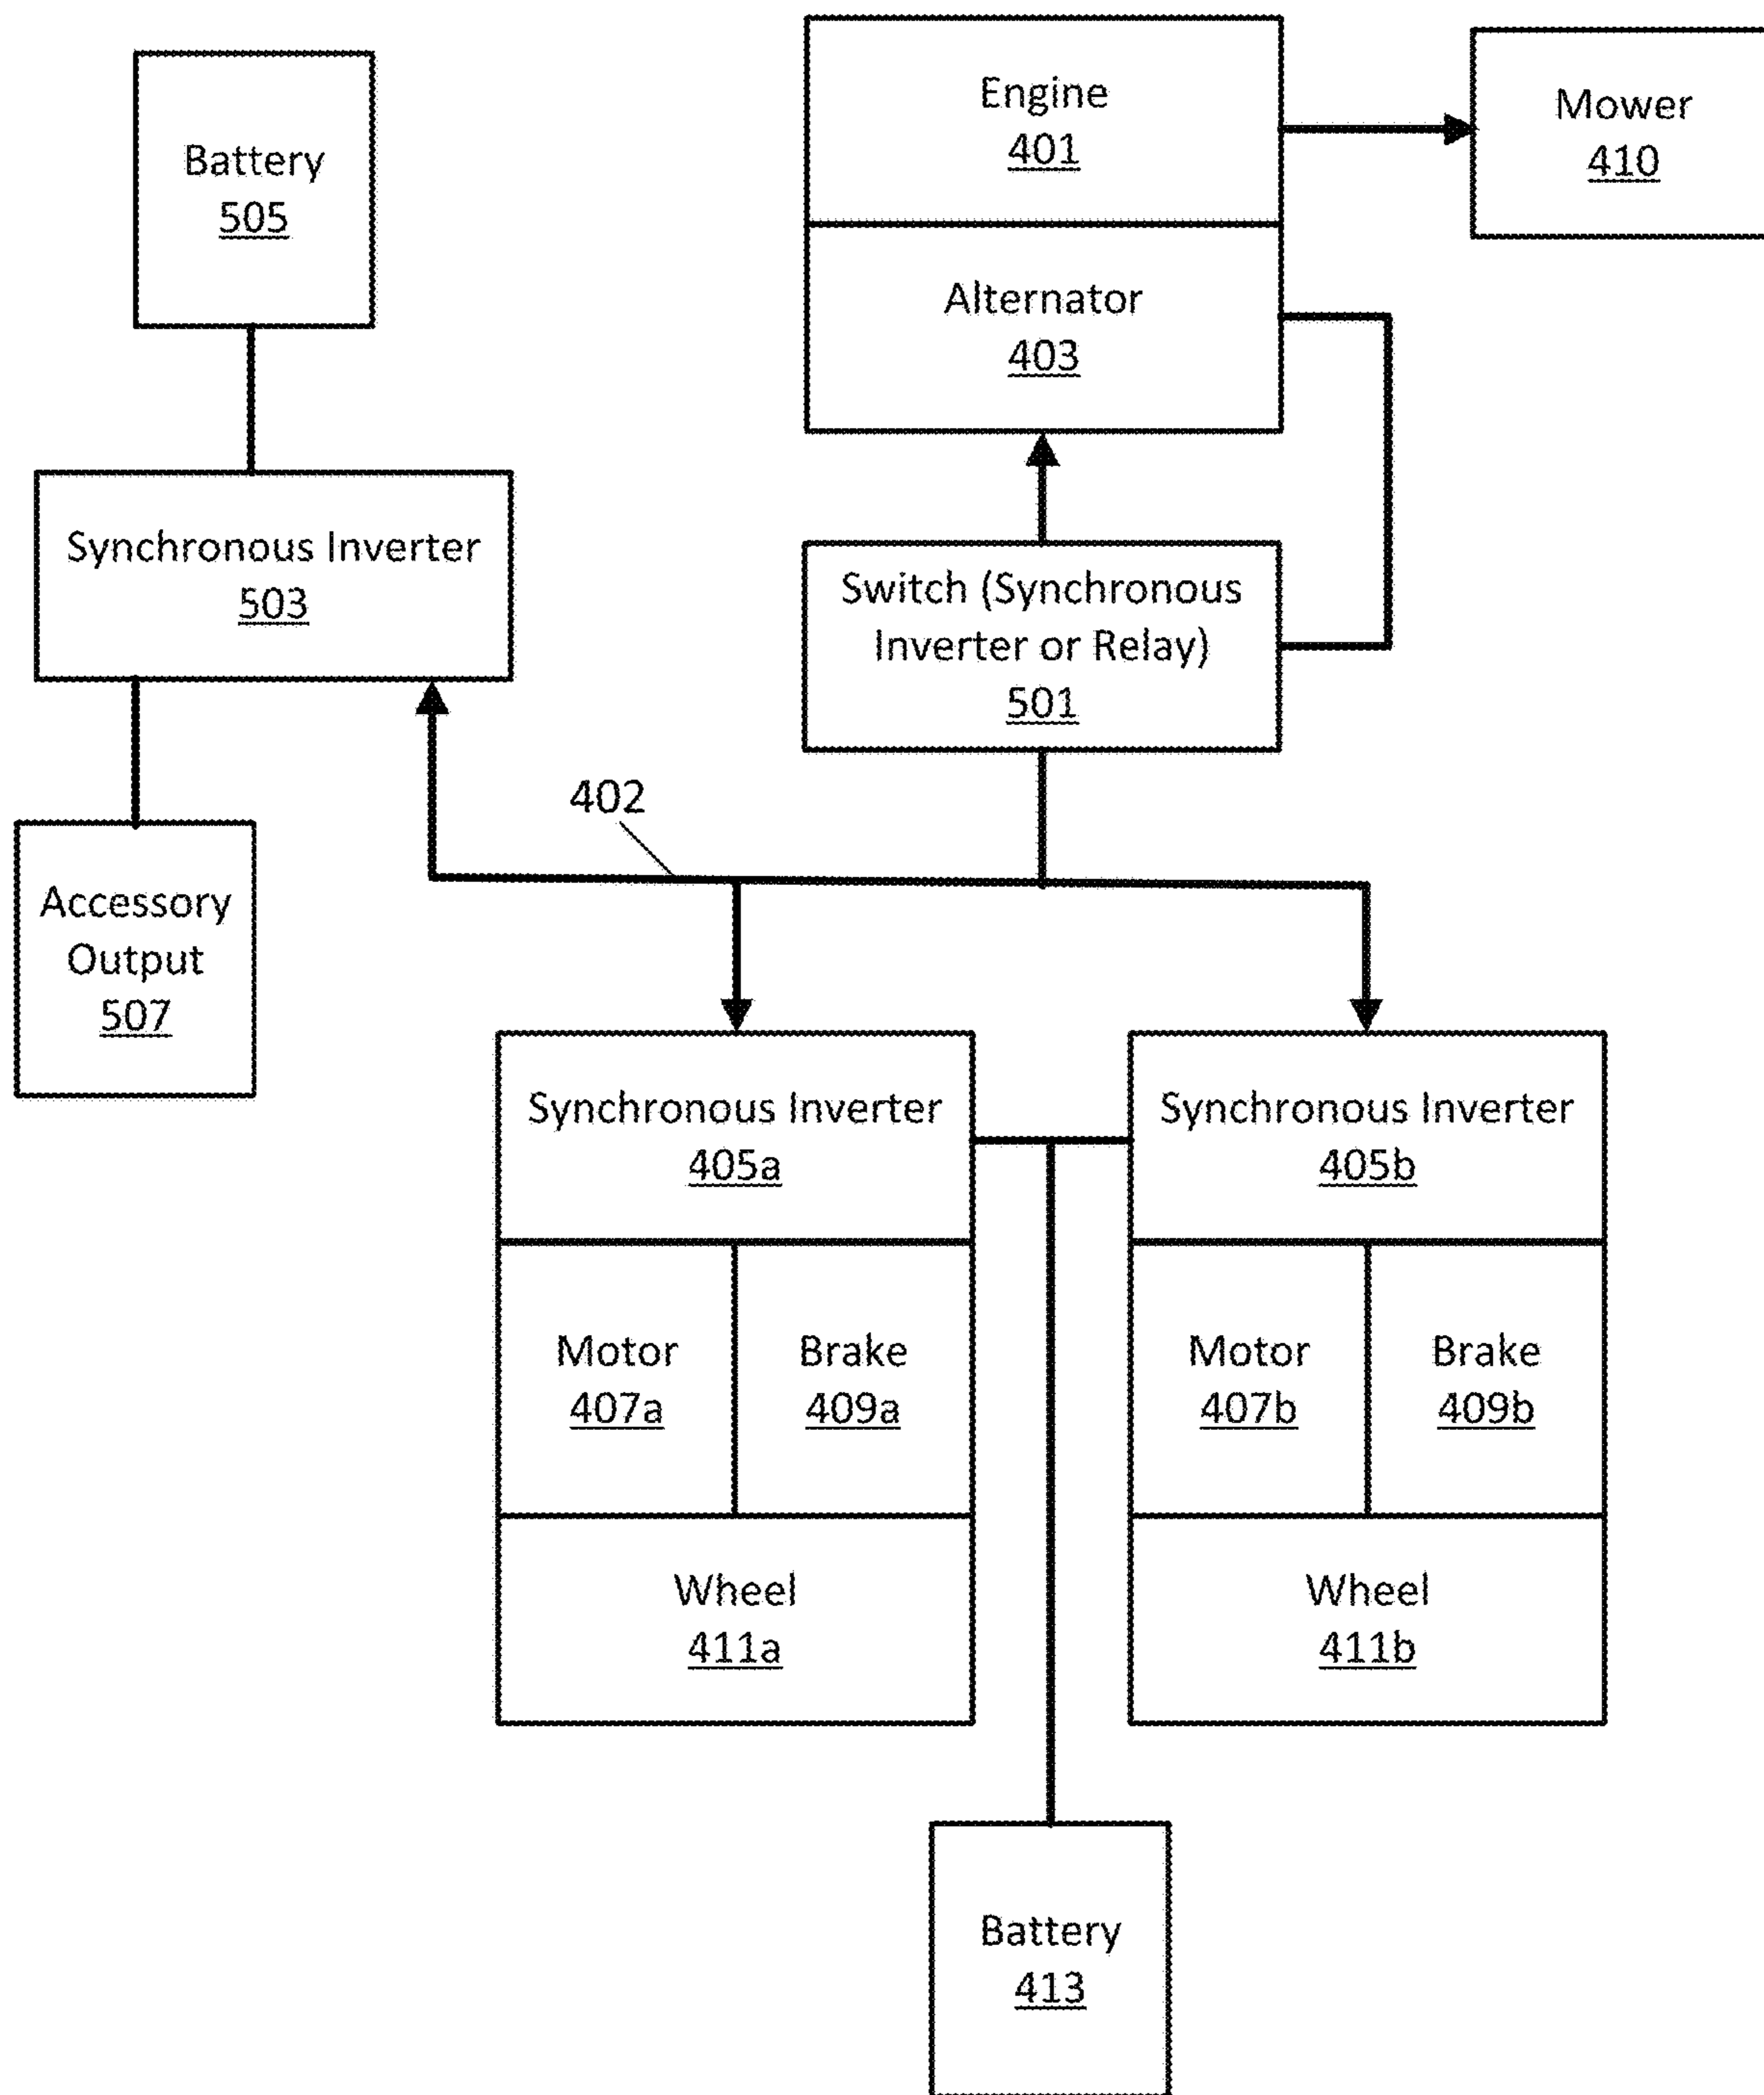 Engine
401
Mower
410
Battery
505
Alternator
403
Synchronous Inverter
503
Switch (Synchronous
Inverter or Relay)
501
402
Accessory
Output
507
Synchronous Inverter
405a
Synchronous Inverter
405b
Motor
407a
Brake
409a
Motor
407b
Brake
409b
Wheel
411a
Wheel
411b
Battery
413